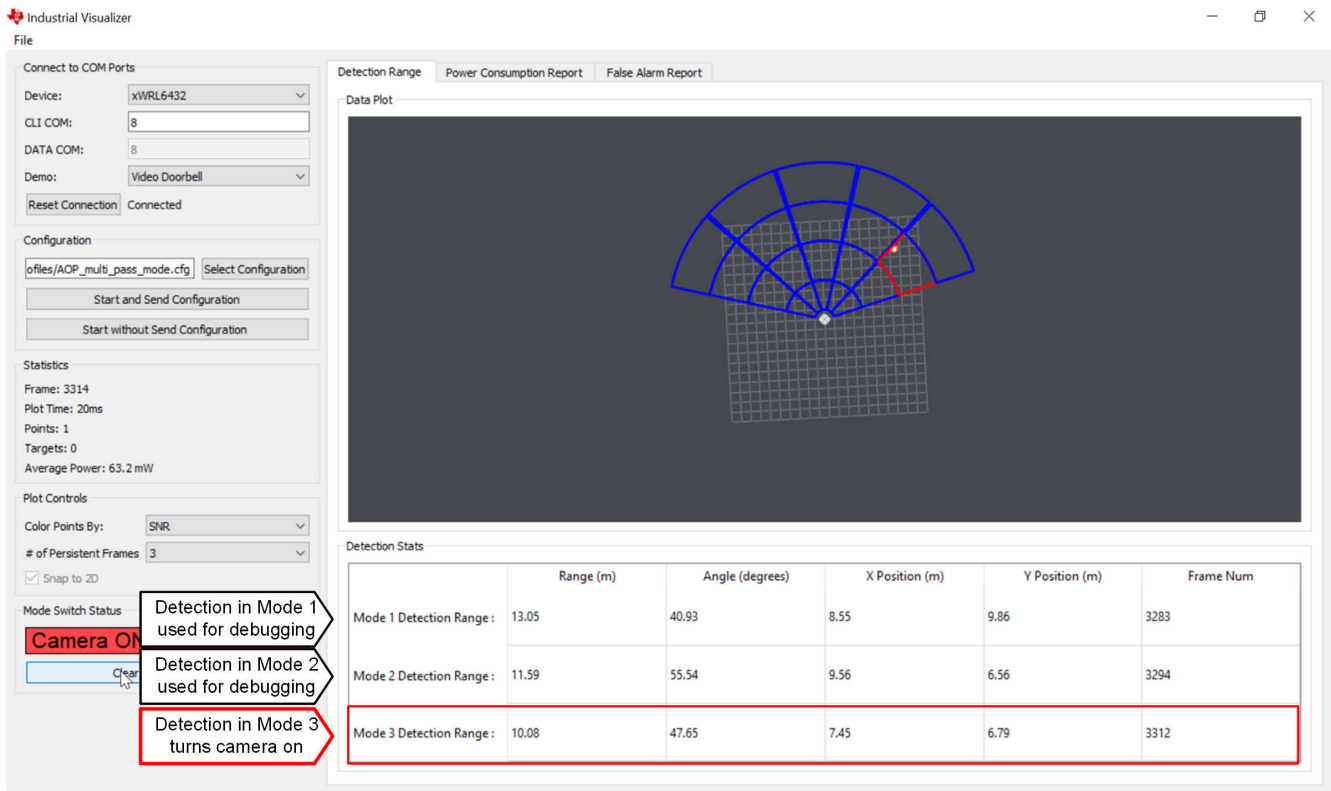 Industrial Visualizer
File
Connect to COM Ports
Device: xWRL6432
CLI COM: 8
DATA COM: 8
Demo: Video Doorbell
Reset Connection Connected
Configuration
ofiles/AOP_multi_pass_mode.cfg Select Configuration
Start and Send Configuration
Start without Send Configuration
Statistics
Frame: 3314
Plot Time: 20ms
Points: 1
Targets: 0
Average Power: 63.2 mW
Plot Controls
Color Points By: SNR
# of Persistent Frames 3
Snap to 2D
Mode Switch Status
Camera ON
Clear
Detection in Mode 1
used for debugging
Detection in Mode 2
used for debugging
Detection in Mode 3
turns camera on
Detection Range Power Consumption Report False Alarm Report
Data Plot
Detection Stats
Range (m) Angle (degrees) X Position (m) Y Position (m) Frame Num
Mode 1 Detection Range : 13.05 40.93 8.55 9.86 3283
Mode 2 Detection Range : 11.59 55.54 9.56 6.56 3294
Mode 3 Detection Range : 10.08 47.65 7.45 6.79 3312